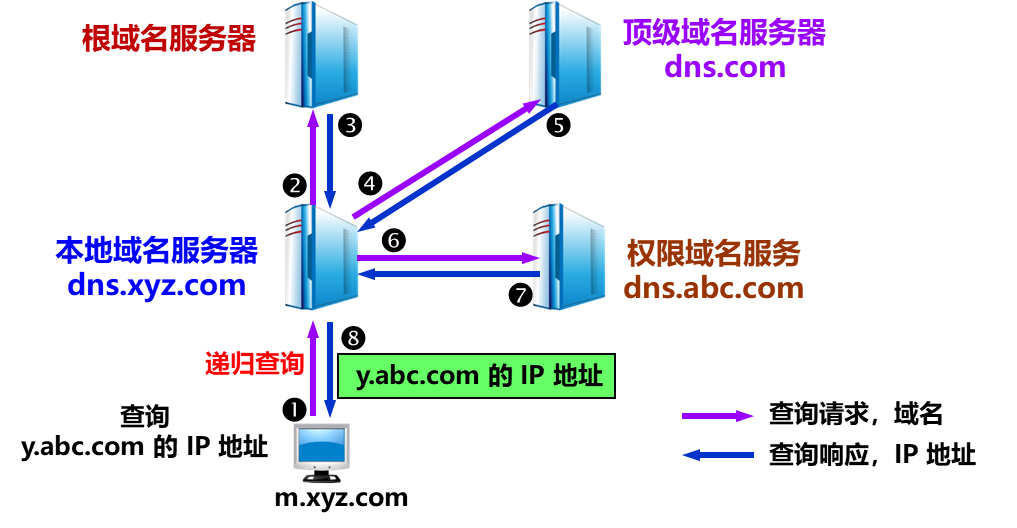 根域名服务器
顶级域名服务器
dns.com
❸
❺
❷
❹
❻
本地域名服务器
dns.xyz.com
权限域名服务
dns.abc.com
❼
❽
递归查询
y.abc.com 的 IP 地址
❶
查询
y.abc.com 的 IP 地址
查询请求，域名
查询响应，IP 地址
m.xyz.com